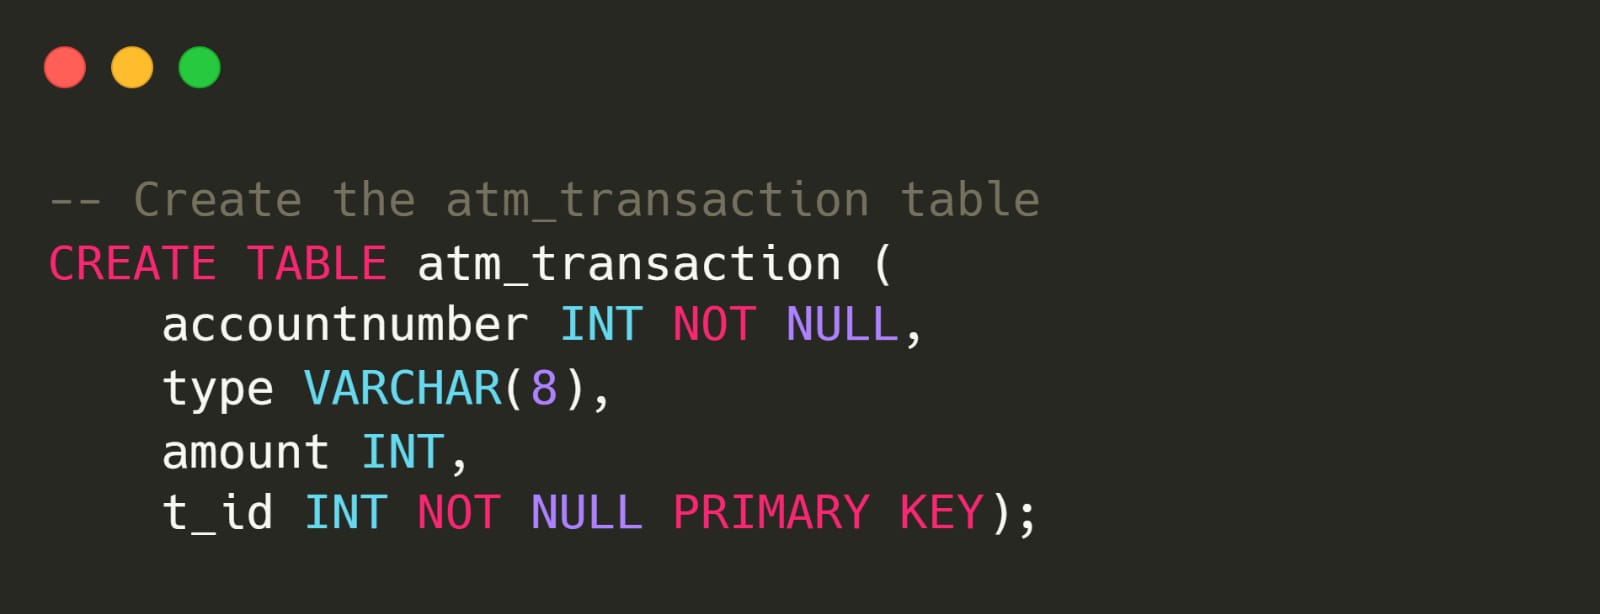 -- Create the atm_transaction table
CREATE TABLE atm_transaction (
    accountnumber INT NOT NULL,
    type VARCHAR(8),
    amount INT,
    t_id INT NOT NULL PRIMARY KEY);